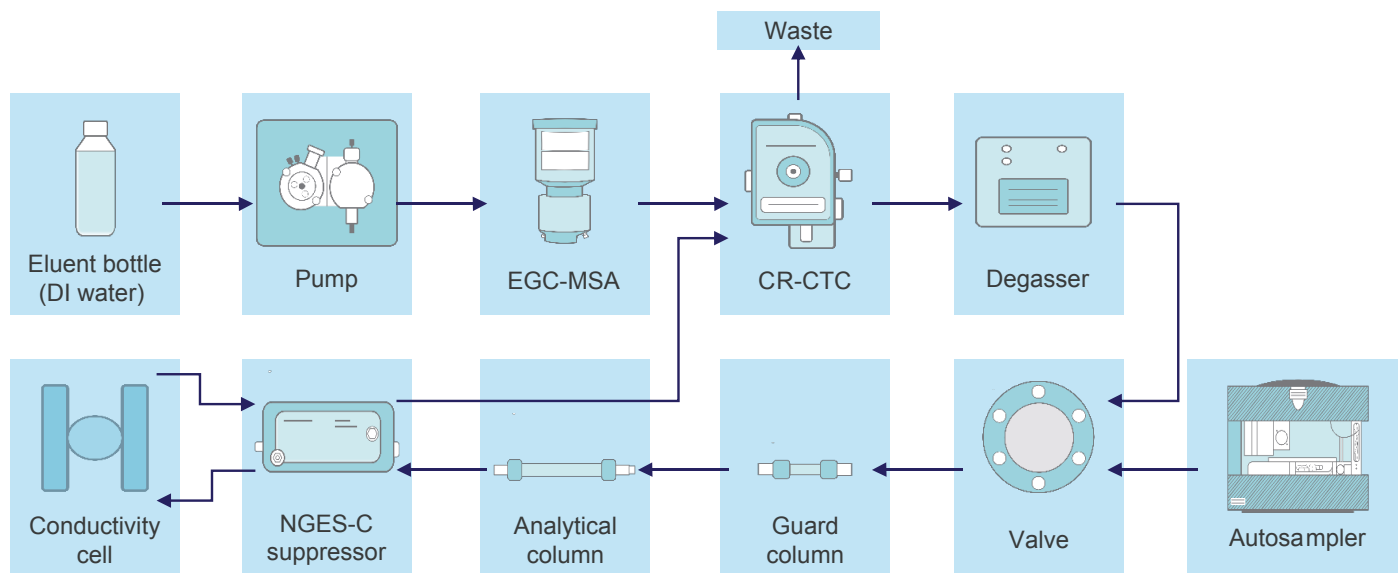 Waste
Eluent bottle
(DI water)
Pump
EGC-MSA
CR-CTC
Degasser
Conductivity
cell
NGES-C
suppressor
Analytical
column
Guard
column
Valve
Autosampler